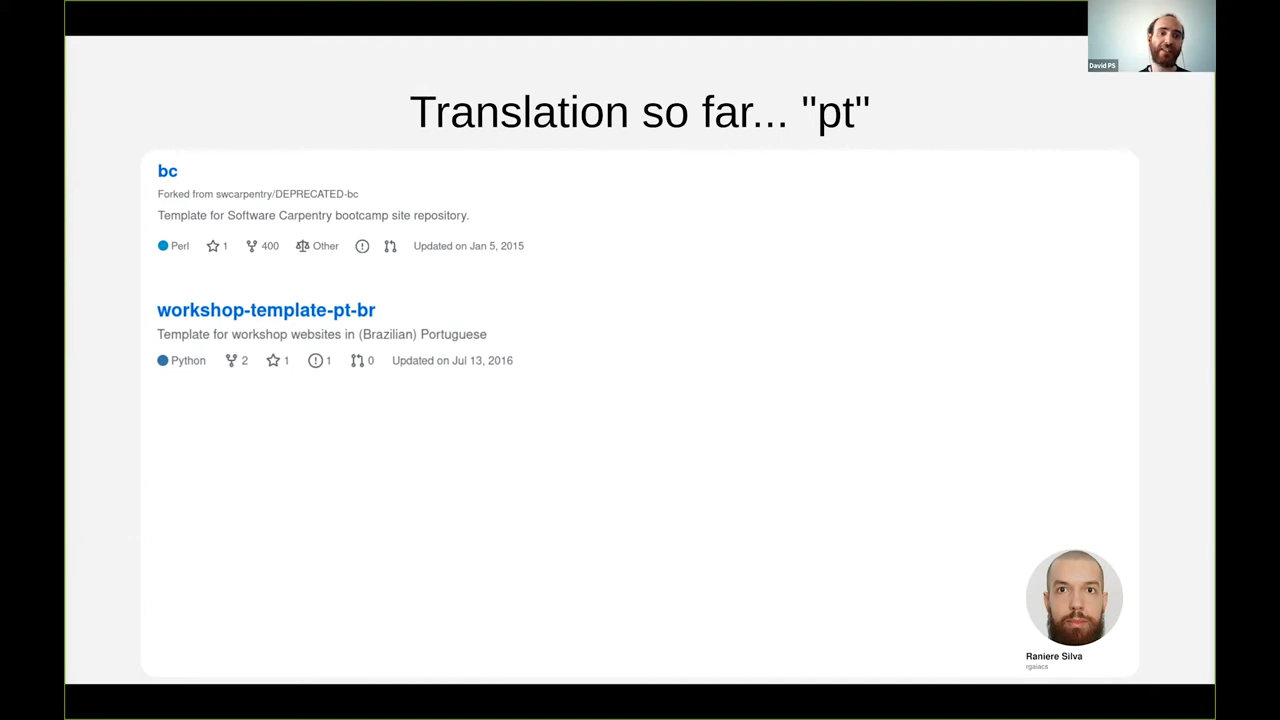 David PS
Translation so far... "pt"
bc
Forked from swcarpentry/DEPRECATED-bc
Template for Software Carpentry bootcamp site repository.
Perl 1 400 Other Updated on Jan 5, 2015
workshop-template-pt-br
Template for workshop websites in (Brazilian) Portuguese
Python 2 1 1 0 Updated on Jul 13, 2016
Raniere Silva
rgaiacs